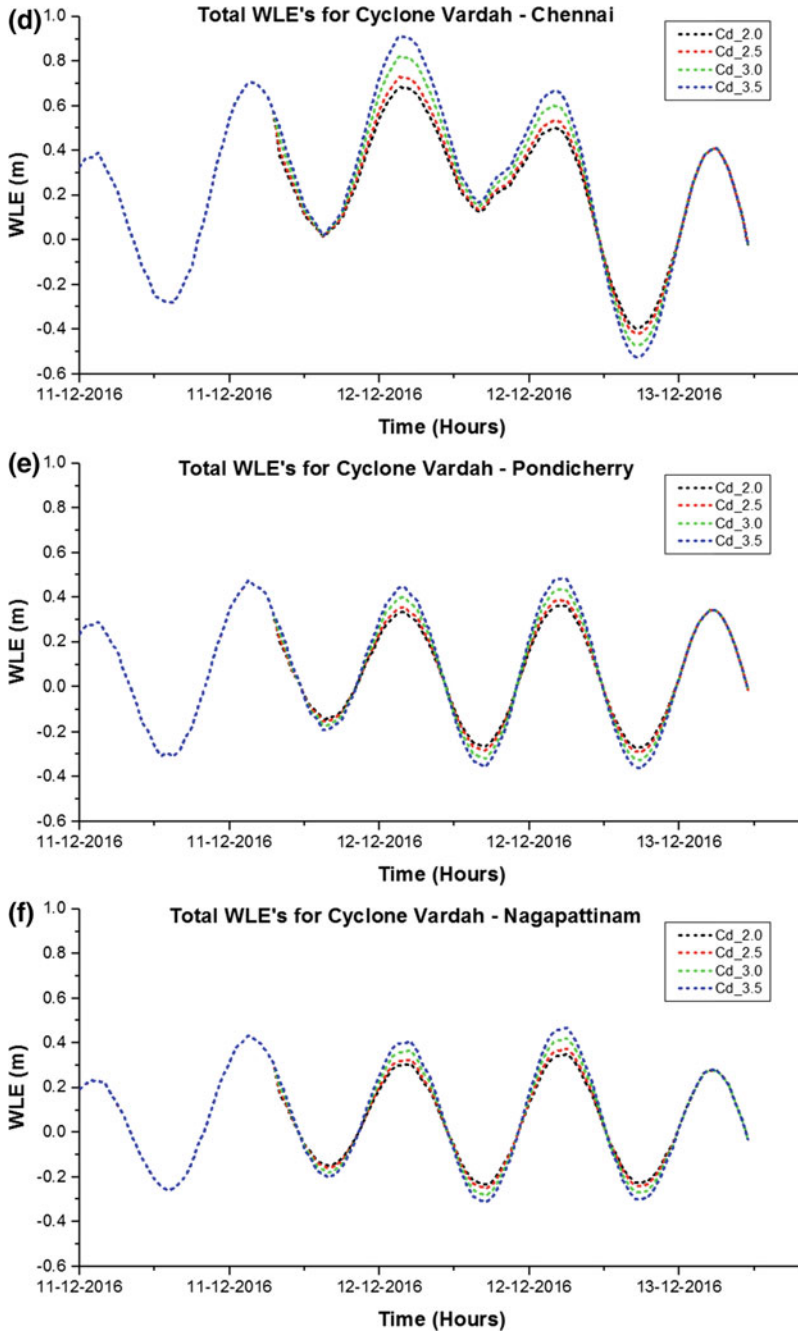 (d)
Total WLE's for Cyclone Vardah - Chennai
Cd_2.0
Cd_2.5
Cd_3.0
Cd_3.5
WLE (m)
1.0
0.8
0.6
0.4
0.2
0.0
-0.2
-0.4
-0.6
11-12-2016 11-12-2016 12-12-2016 12-12-2016 13-12-2016
Time (Hours)
(e)
Total WLE's for Cyclone Vardah - Pondicherry
Cd_2.0
Cd_2.5
Cd_3.0
Cd_3.5
WLE (m)
1.0
0.8
0.6
0.4
0.2
0.0
-0.2
-0.4
-0.6
11-12-2016 11-12-2016 12-12-2016 12-12-2016 13-12-2016
Time (Hours)
(f)
Total WLE's for Cyclone Vardah - Nagapattinam
Cd_2.0
Cd_2.5
Cd_3.0
Cd_3.5
WLE (m)
1.0
0.8
0.6
0.4
0.2
0.0
-0.2
-0.4
-0.6
11-12-2016 11-12-2016 12-12-2016 12-12-2016 13-12-2016
Time (Hours)